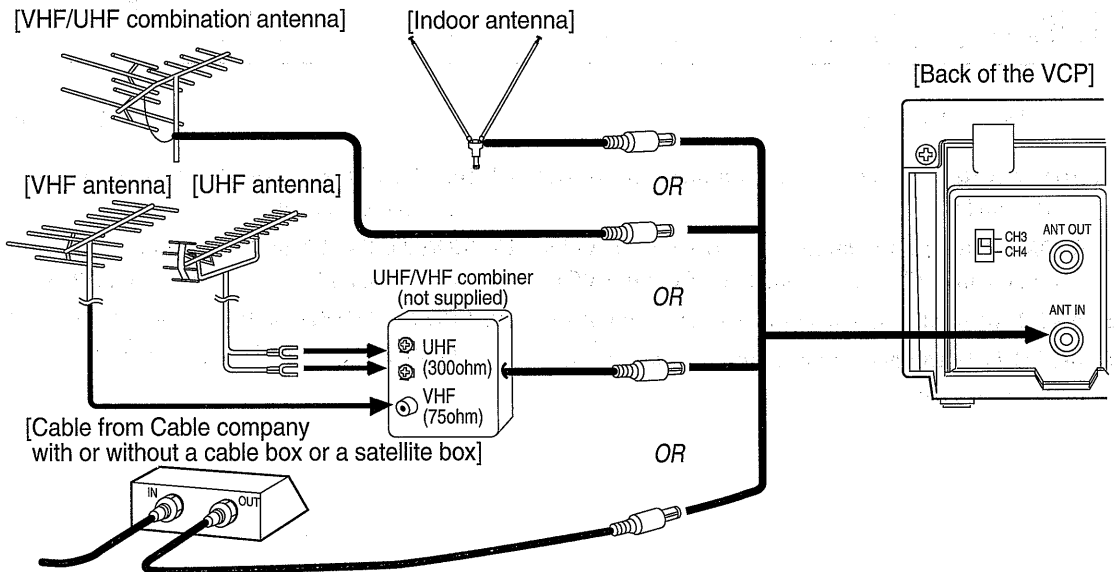 [VHF/UHF combination antenna]
[Indoor antenna]
[Back of the VCP]
OR
[VHF antenna]
[UHF antenna]
CH3
CH4
ANT OUT
UHF/VHF combiner
(not supplied)
OR
ANT IN
UHF
(300ohm)
VHF
(75ohm)
[Cable from Cable company
with or without a cable box or a satellite box]
OR
IN
OUT